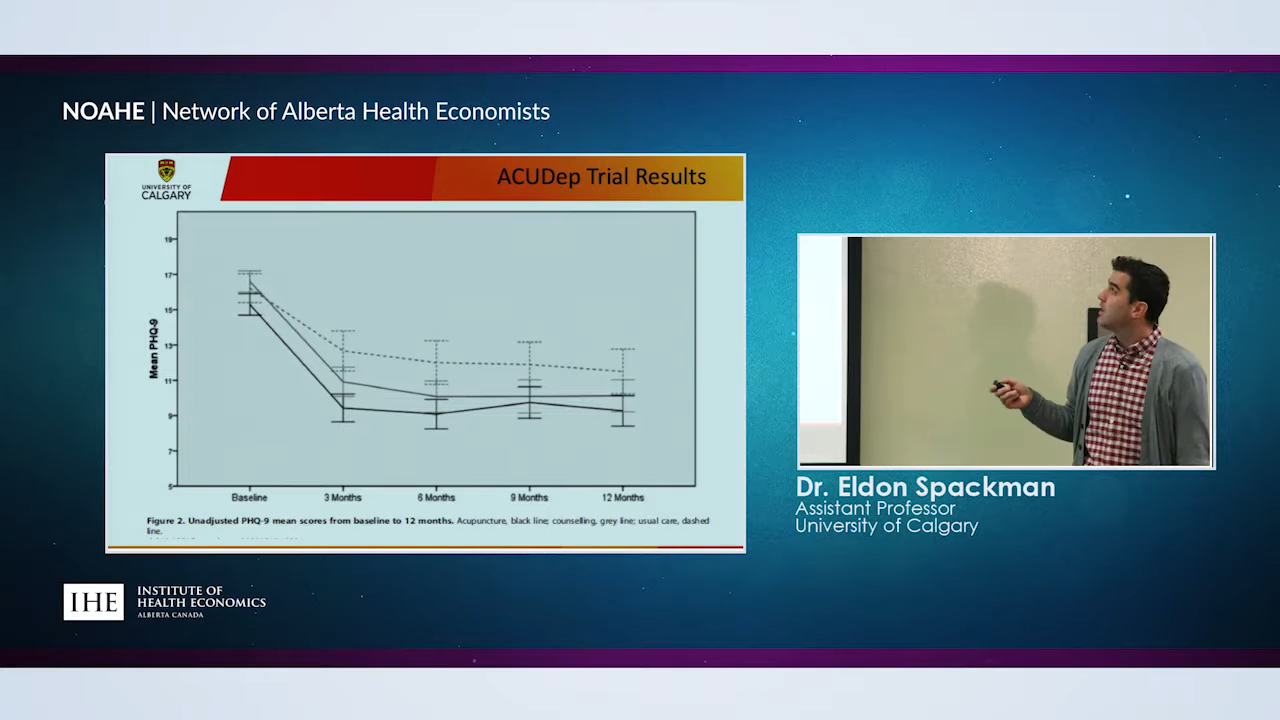 NOAHE | Network of Alberta Health Economists
UNIVERSITY OF
CALGARY
ACUDep Trial Results
19
17
15
13
11
9
7
5
Mean PHQ-9
Baseline
3 Months
6 Months
9 Months
12 Months
Figure 2. Unadjusted PHQ-9 mean scores from baseline to 12 months. Acupuncture, black line; counselling, grey line; usual care, dashed
line.
Dr. Eldon Spackman
Assistant Professor
University of Calgary
IHE
INSTITUTE OF
HEALTH ECONOMICS
ALBERTA CANADA